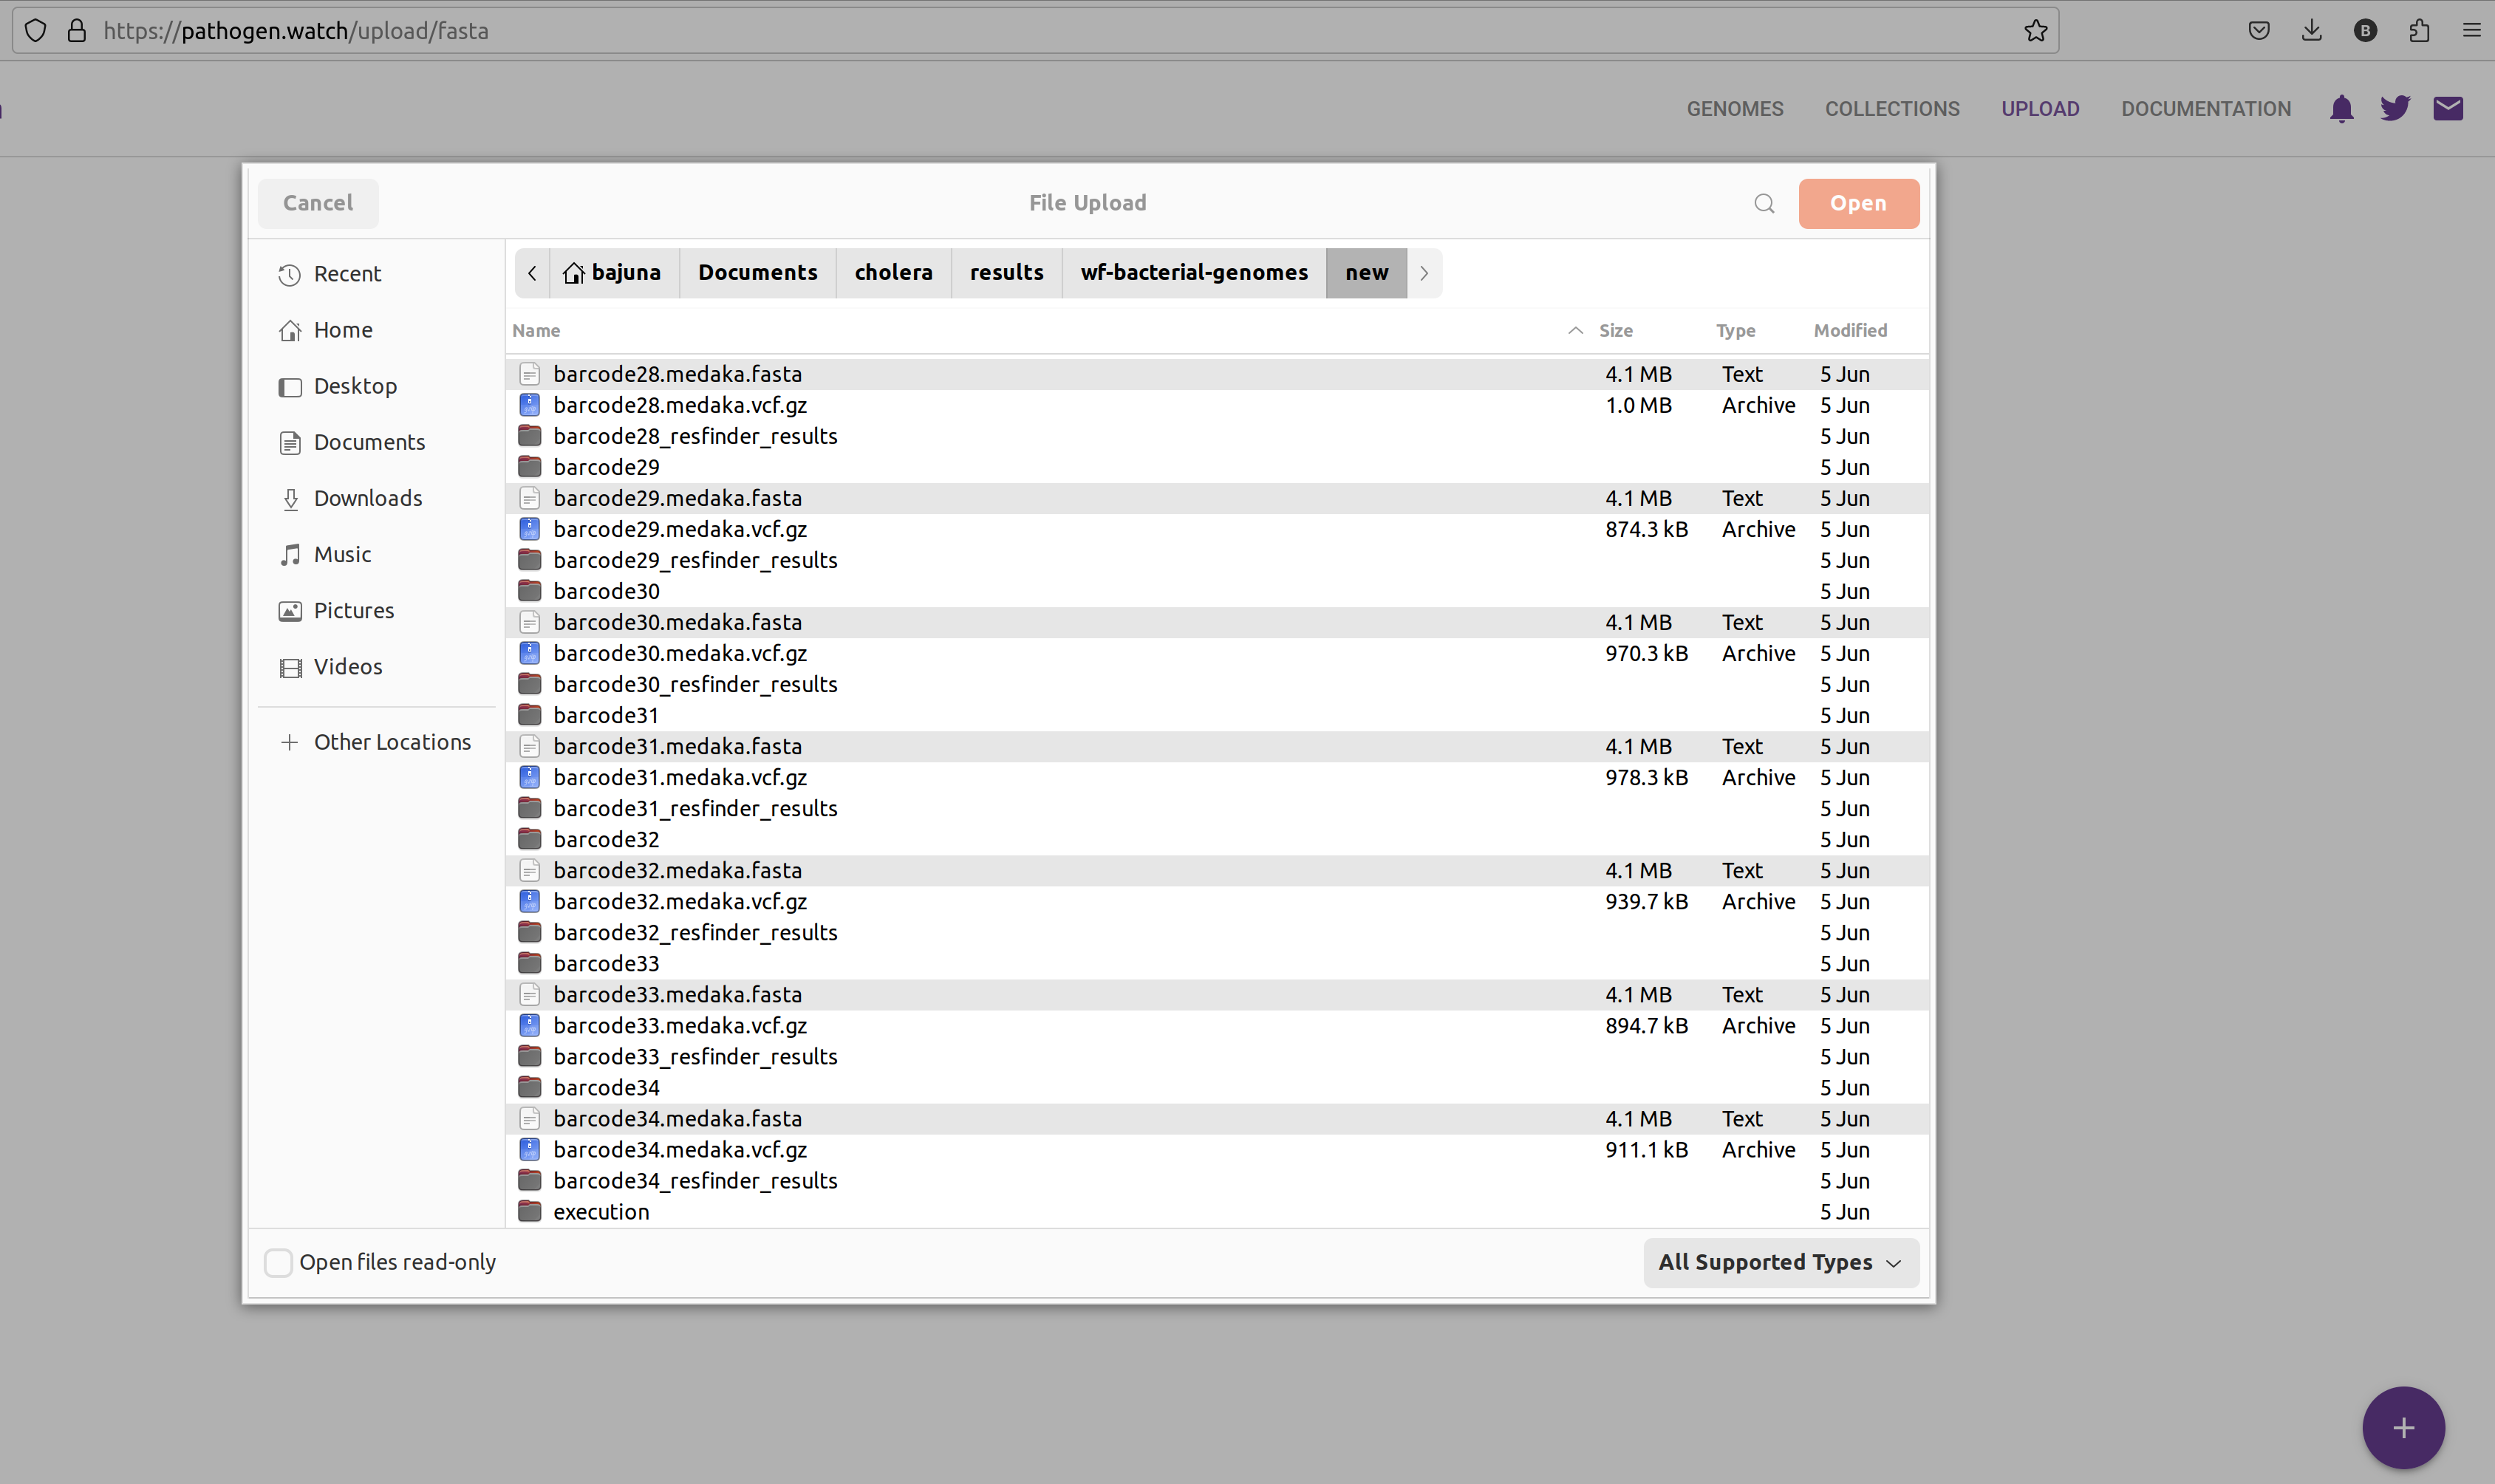 https://pathogen.watch/upload/fasta
B
GENOMES COLLECTIONS UPLOAD DOCUMENTATION
Cancel File Upload Open
Recent
Home
Desktop
Documents
Downloads
Music
Pictures
Videos
Other Locations
bajuna Documents cholera results wf-bacterial-genomes new
Name Size Type Modified
barcode28.medaka.fasta 4.1 MB Text 5 Jun
barcode28.medaka.vcf.gz 1.0 MB Archive 5 Jun
barcode28_resfinder_results 5 Jun
barcode29 5 Jun
barcode29.medaka.fasta 4.1 MB Text 5 Jun
barcode29.medaka.vcf.gz 874.3 kB Archive 5 Jun
barcode29_resfinder_results 5 Jun
barcode30 5 Jun
barcode30.medaka.fasta 4.1 MB Text 5 Jun
barcode30.medaka.vcf.gz 970.3 kB Archive 5 Jun
barcode30_resfinder_results 5 Jun
barcode31 5 Jun
barcode31.medaka.fasta 4.1 MB Text 5 Jun
barcode31.medaka.vcf.gz 978.3 kB Archive 5 Jun
barcode31_resfinder_results 5 Jun
barcode32 5 Jun
barcode32.medaka.fasta 4.1 MB Text 5 Jun
barcode32.medaka.vcf.gz 939.7 kB Archive 5 Jun
barcode32_resfinder_results 5 Jun
barcode33 5 Jun
barcode33.medaka.fasta 4.1 MB Text 5 Jun
barcode33.medaka.vcf.gz 894.7 kB Archive 5 Jun
barcode33_resfinder_results 5 Jun
barcode34 5 Jun
barcode34.medaka.fasta 4.1 MB Text 5 Jun
barcode34.medaka.vcf.gz 911.1 kB Archive 5 Jun
barcode34_resfinder_results 5 Jun
execution 5 Jun
Open files read-only All Supported Types